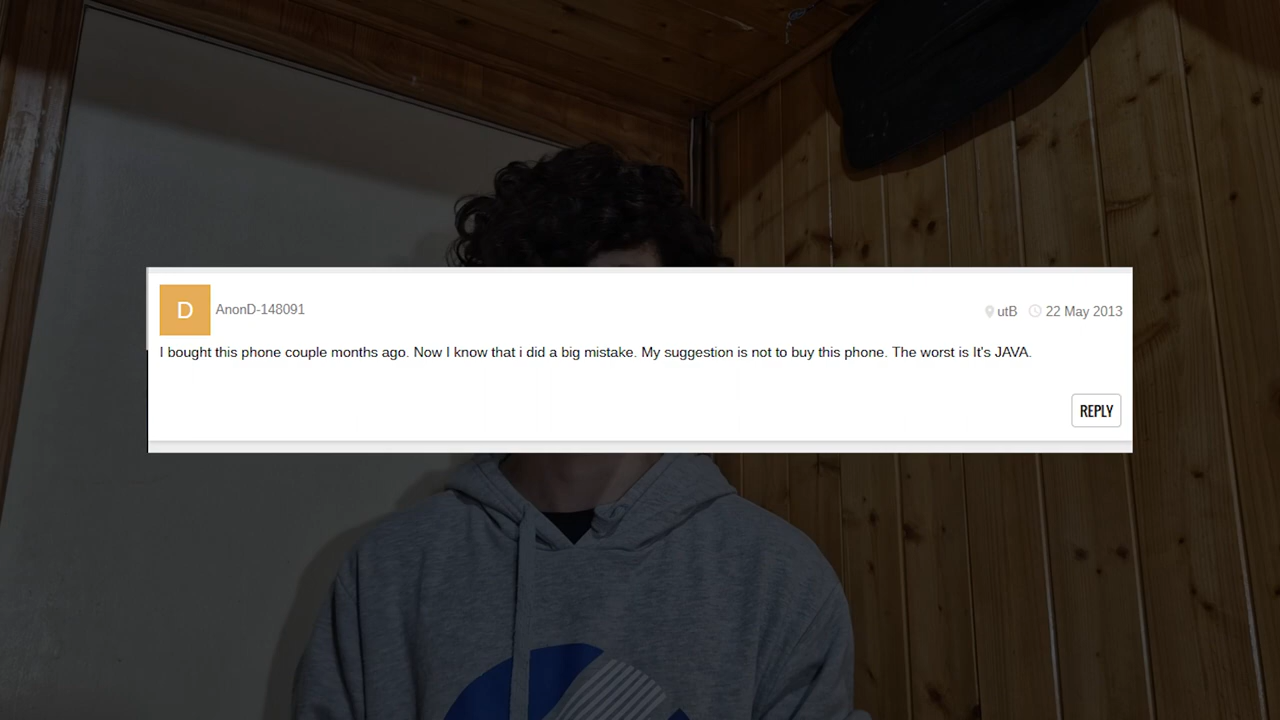 D
AnonD-148091
utB 22 May 2013
I bought this phone couple months ago. Now I know that i did a big mistake. My suggestion is not to buy this phone. The worst is It's JAVA.
REPLY